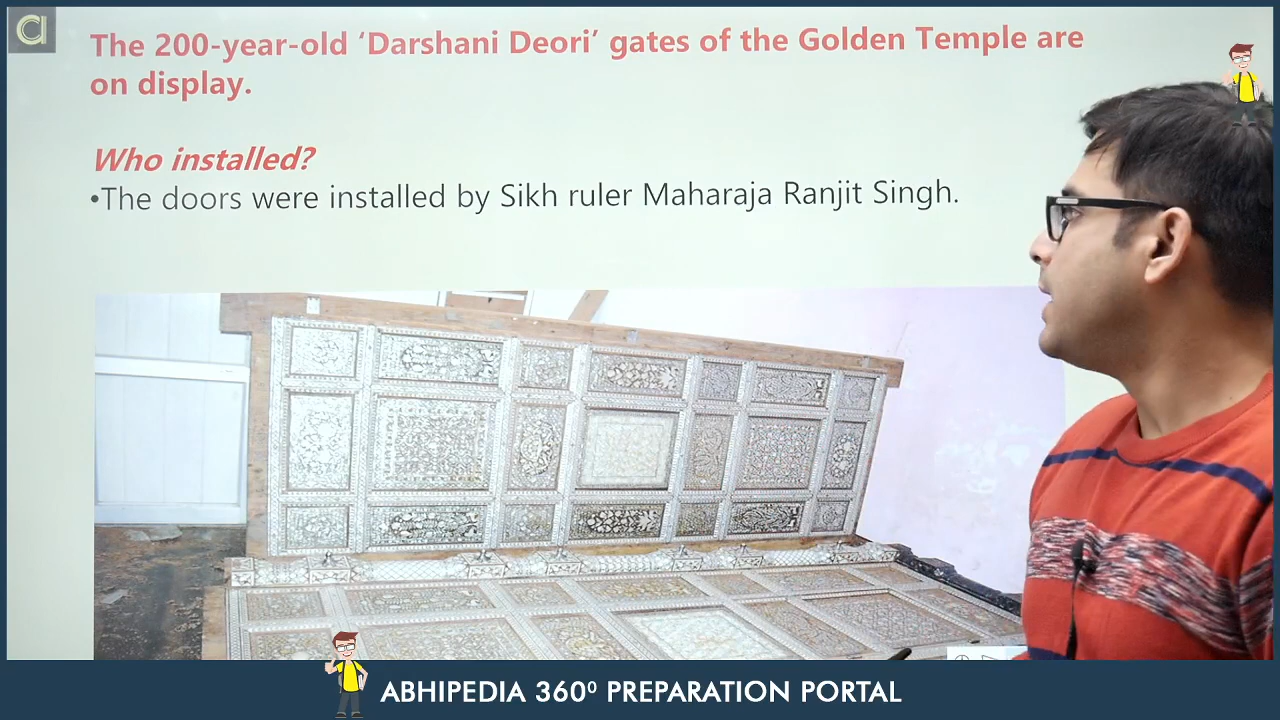 The 200-year-old ‘Darshani Deori’ gates of the Golden Temple are
on display.
Who installed?
•The doors were installed by Sikh ruler Maharaja Ranjit Singh.
ABHIPEDIA 360⁰ PREPARATION PORTAL